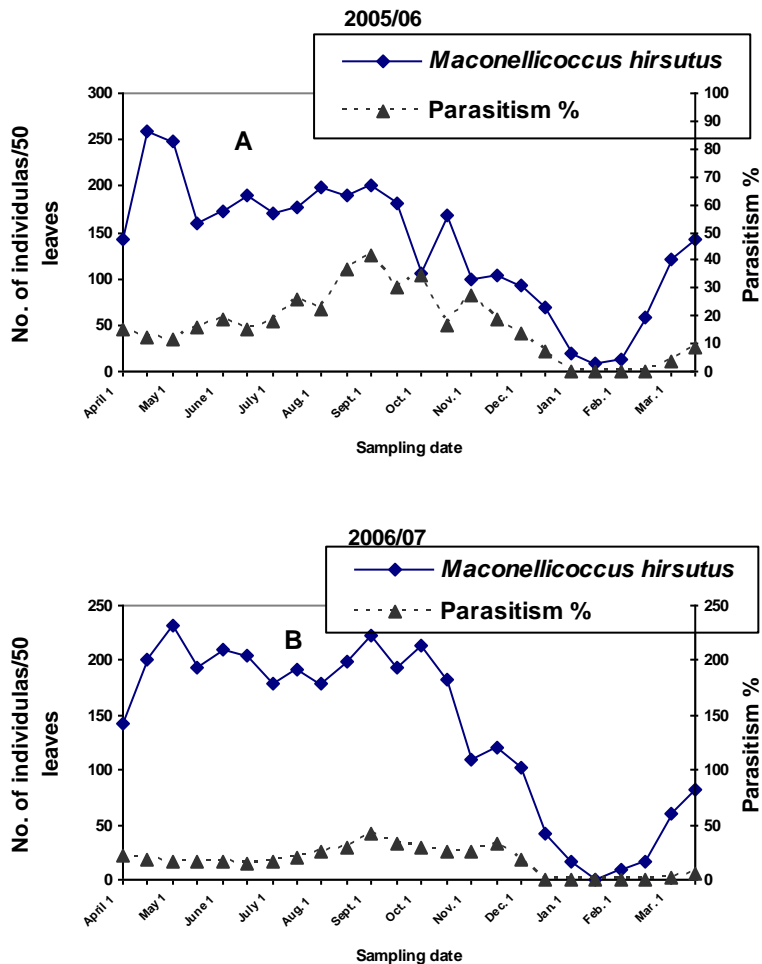 2005/06
Maconellicoccus hirsutus
Parasitism %
A
No. of individulas/50
leaves
300
250
200
150
100
50
0
100
90
80
70
60
50
40
30
20
10
0
Parasitism %
April 1
May 1
June 1
July 1
Aug. 1
Sept. 1
Oct. 1
Nov. 1
Dec. 1
Jan. 1
Feb. 1
Mar. 1
Sampling date
2006/07
Maconellicoccus hirsutus
Parasitism %
B
No. of individulas/50
leaves
250
200
150
100
50
0
250
200
150
100
50
0
Parasitism %
April 1
May 1
June 1
July 1
Aug. 1
Sept. 1
Oct. 1
Nov. 1
Dec. 1
Jan. 1
Feb. 1
Mar. 1
Sampling date